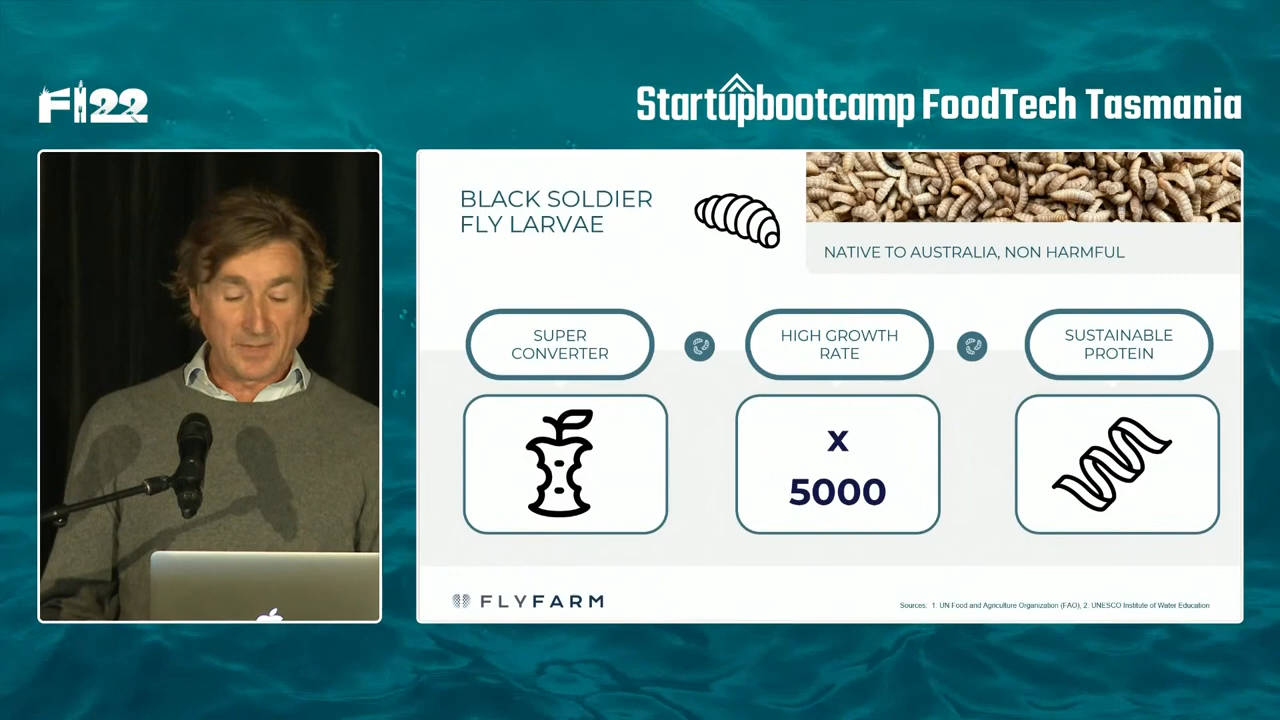 FI22
Startupbootcamp FoodTech Tasmania
BLACK SOLDIER
FLY LARVAE
NATIVE TO AUSTRALIA, NON HARMFUL
SUPER
CONVERTER
HIGH GROWTH
RATE
SUSTAINABLE
PROTEIN
X
5000
FLYFARM
Sources: 1: UN Food and Agriculture Organization (FAO), 2. UNESCO Institute of Water Education